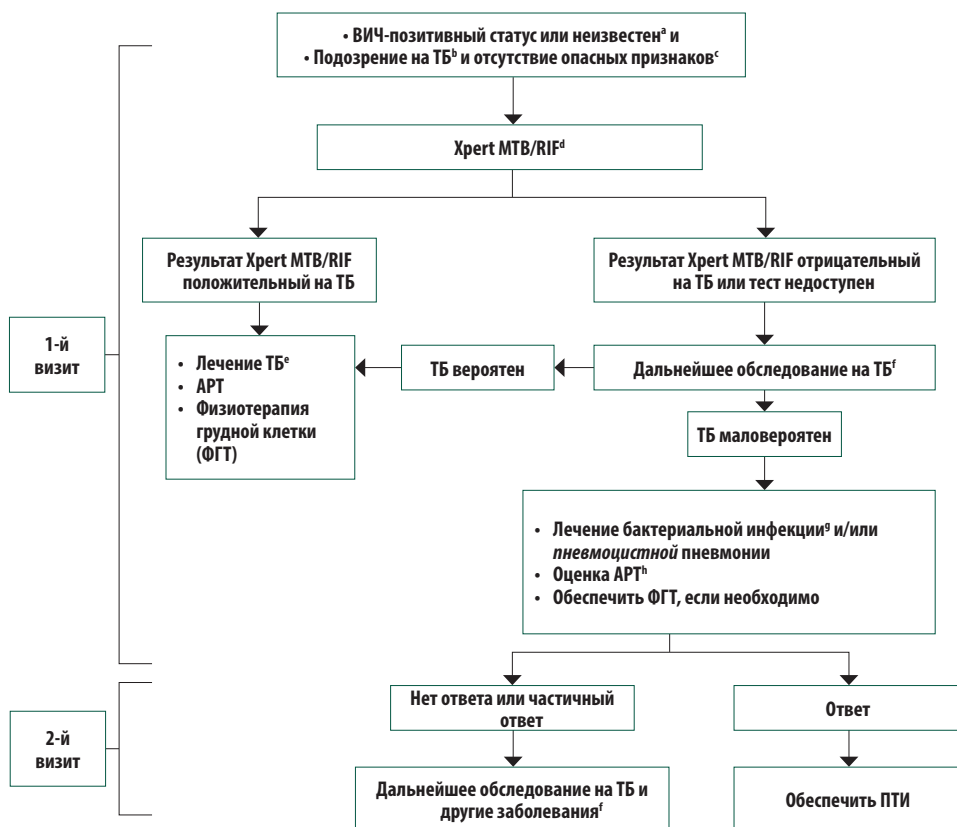 • ВИЧ-позитивный статус или неизвестенᵃ и
• Подозрение на ТБᵇ и отсутствие опасных признаковᶜ
Xpert MTB/RIFᵈ
Результат Xpert MTB/RIF
положительный на ТБ
Результат Xpert MTB/RIF отрицательный
на ТБ или тест недоступен
1-й
визит
• Лечение ТБᵉ
• АРТ
• Физиотерапия
грудной клетки
(ФГТ)
ТБ вероятен
Дальнейшее обследование на ТБᶠ
ТБ маловероятен
• Лечение бактериальной инфекцииᵍ и/или
пневмоцистной пневмонии
• Оценка АРТʰ
• Обеспечить ФГТ, если необходимо
2-й
визит
Нет ответа или частичный
ответ
Ответ
Дальнейшее обследование на ТБ и
другие заболеванияᶠ
Обеспечить ПТИ